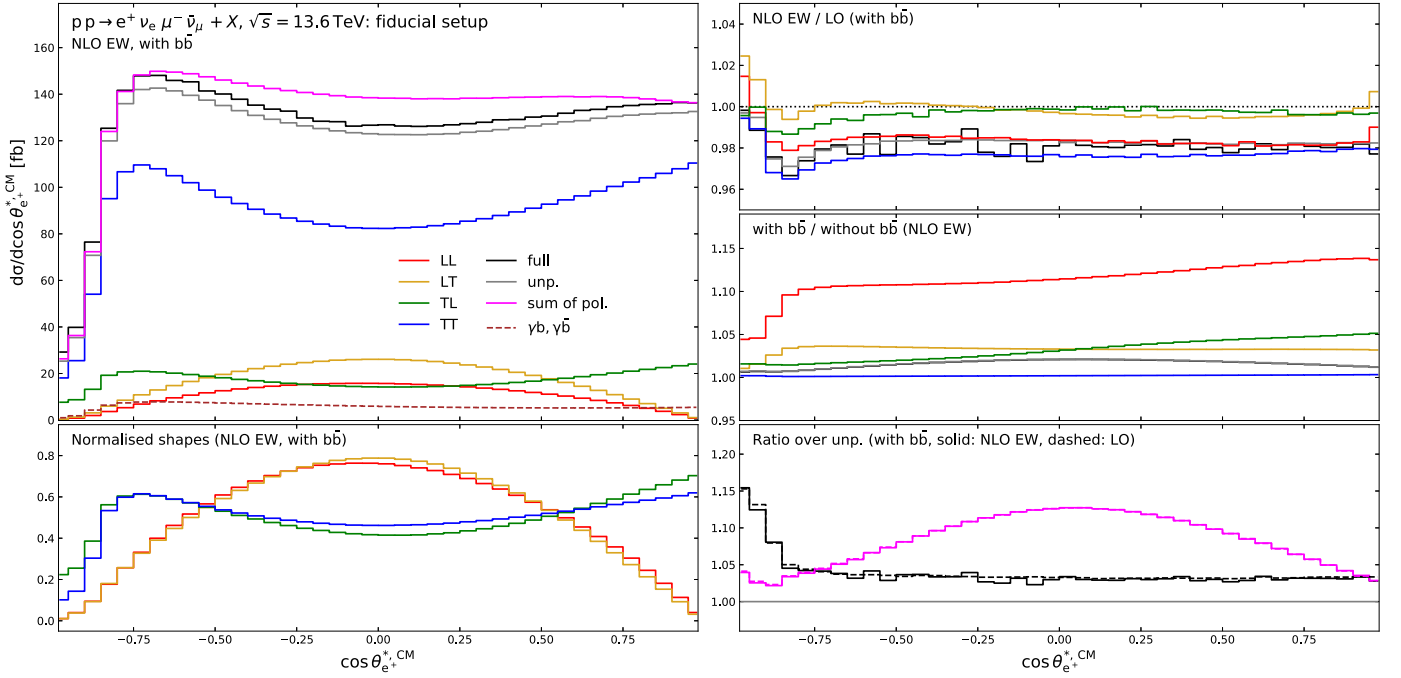 p p → e⁺ νₑ μ⁻ ν̄_μ + X, √s = 13.6 TeV: fiducial setup
NLO EW, with bb̄
dσ/dcos θ*,CM_e⁺ [fb]
160
140
120
100
80
60
40
20
0
LL
LT
TL
TT
full
unp.
sum of pol.
γb, γb̄
Normalised shapes (NLO EW, with bb̄)
0.8
0.6
0.4
0.2
0.0
−0.75 −0.50 −0.25 0.00 0.25 0.50 0.75
cos θ*,CM_e⁺
NLO EW / LO (with bb̄)
1.04
1.02
1.00
0.98
0.96
with bb̄ / without bb̄ (NLO EW)
1.15
1.10
1.05
1.00
0.95
Ratio over unp. (with bb̄, solid: NLO EW, dashed: LO)
1.20
1.15
1.10
1.05
1.00
−0.75 −0.50 −0.25 0.00 0.25 0.50 0.75
cos θ*,CM_e⁺